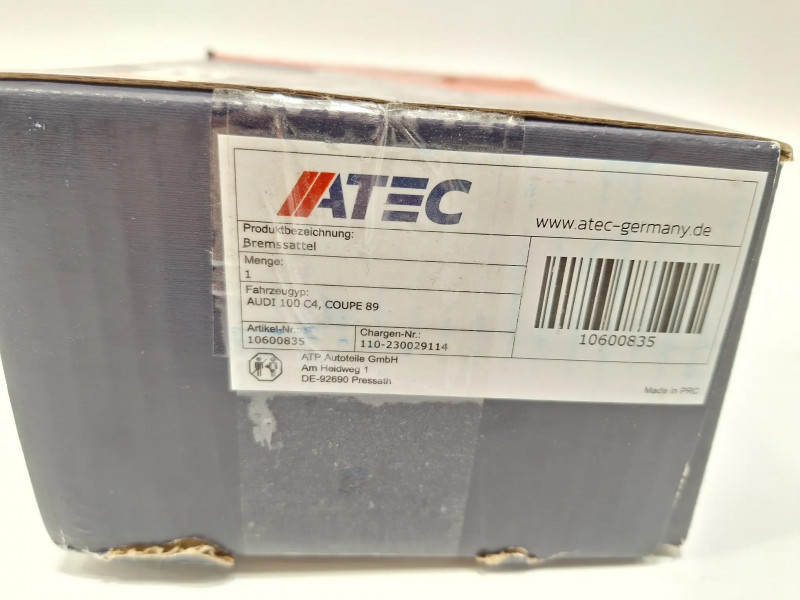 ATEC
www.atec-germany.de
Produktbezeichnung:
Bremssattel
Menge:
1
Fahrzeugtyp:
AUDI 100 C4, COUPE 89
Artikel-Nr.:
10600835
Chargen-Nr.:
110-230029114
10600835
ATP Autoteile GmbH
Am Heidweg 1
DE-92690 Pressath
Made in PRC